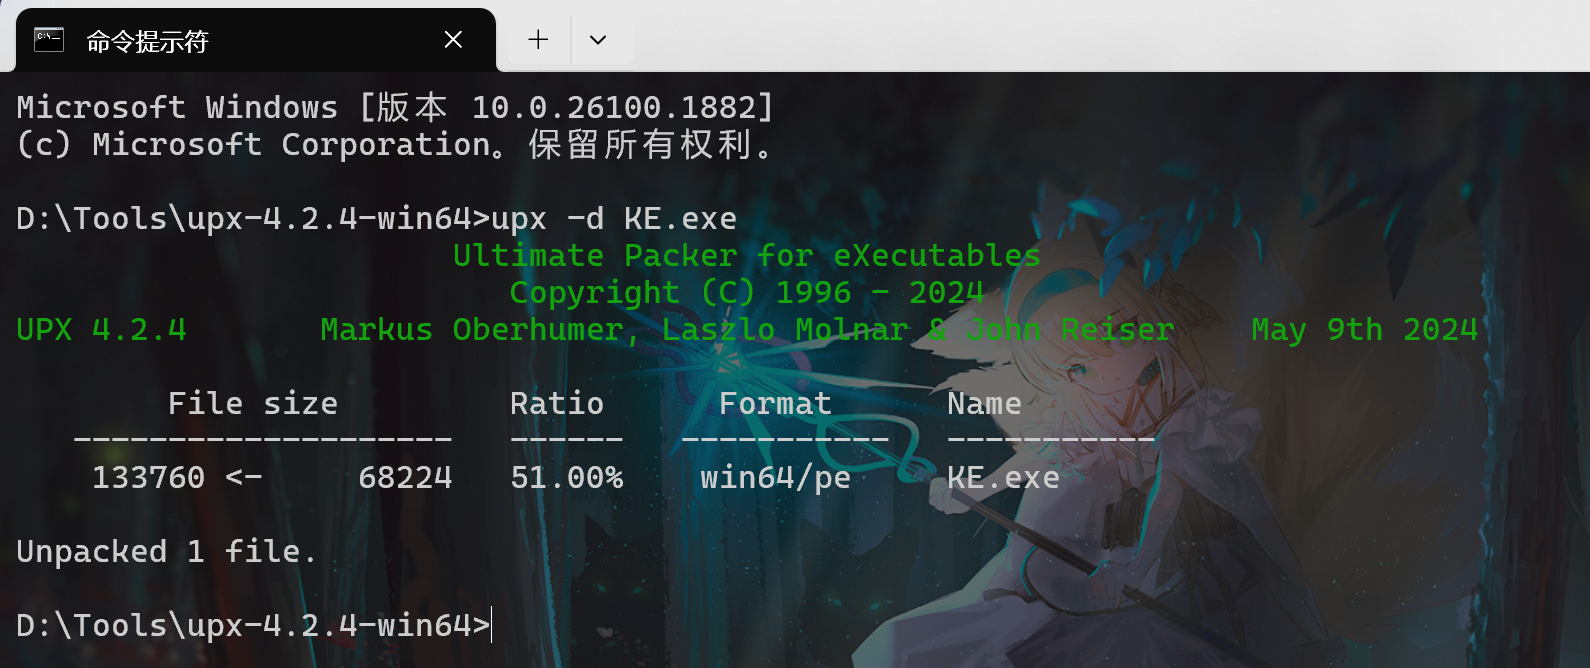 命令提示符
Microsoft Windows [版本 10.0.26100.1882]
(c) Microsoft Corporation。保留所有权利。
D:\Tools\upx-4.2.4-win64>upx -d KE.exe
Ultimate Packer for eXecutables
Copyright (C) 1996 - 2024
UPX 4.2.4 Markus Oberhumer, Laszlo Molnar & John Reiser May 9th 2024
File size Ratio Format Name
-------------------- ------ ----------- -----------
133760 <- 68224 51.00% win64/pe KE.exe
Unpacked 1 file.
D:\Tools\upx-4.2.4-win64>